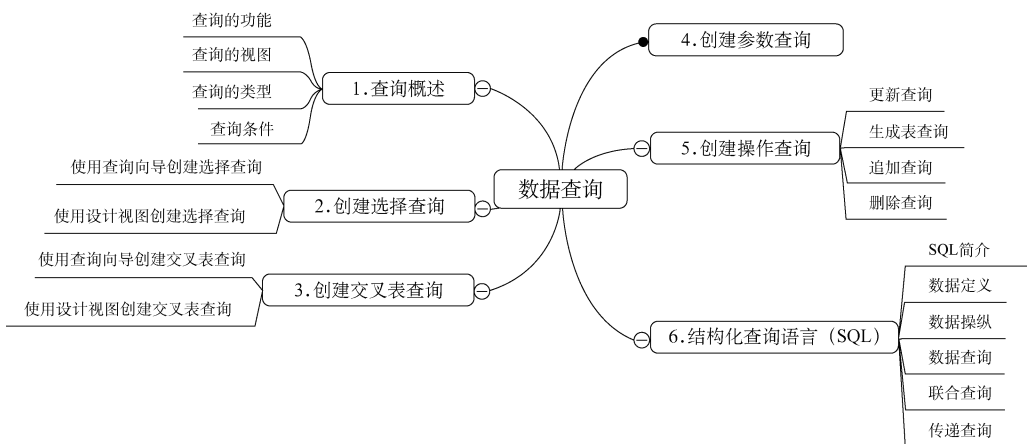 数据查询
1.查询概述
查询的功能
查询的视图
查询的类型
查询条件
2.创建选择查询
使用查询向导创建选择查询
使用设计视图创建选择查询
3.创建交叉表查询
使用查询向导创建交叉表查询
使用设计视图创建交叉表查询
4.创建参数查询
5.创建操作查询
更新查询
生成表查询
追加查询
删除查询
6.结构化查询语言（SQL）
SQL简介
数据定义
数据操纵
数据查询
联合查询
传递查询